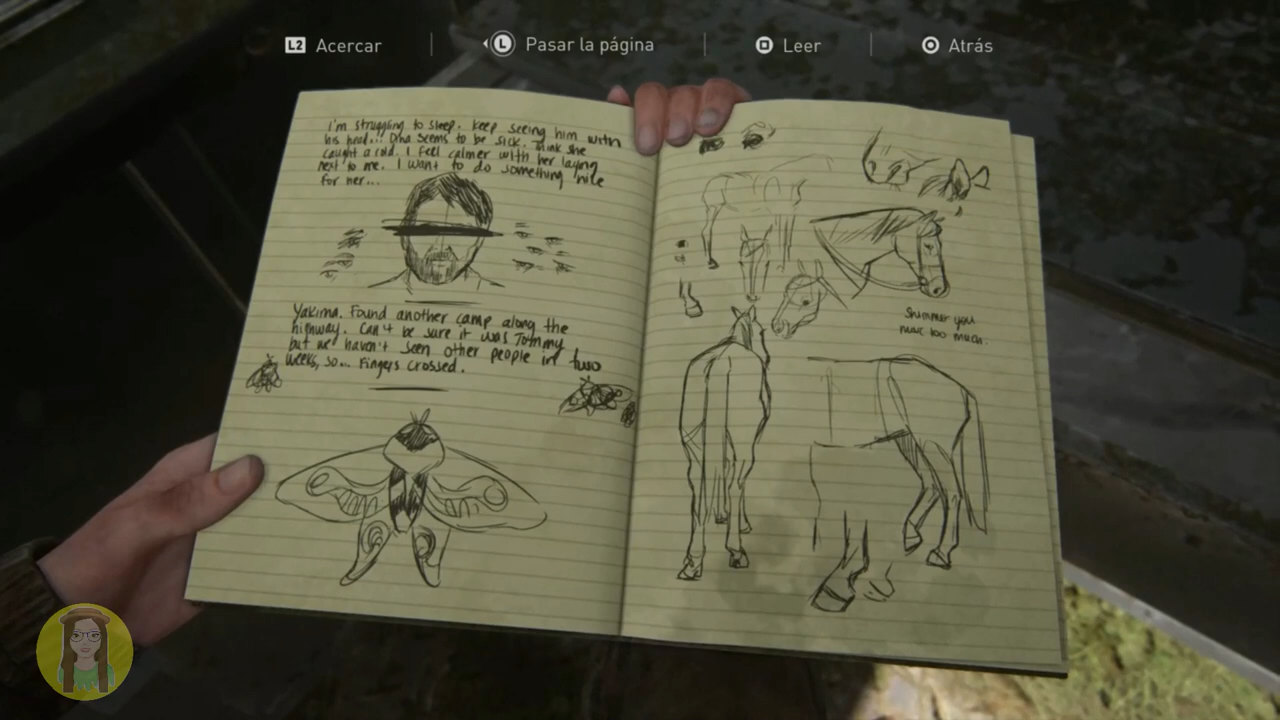 L2 Acercar
L Pasar la página
Leer
Atrás
i'm struggling to sleep. Keep seeing him with
his head... Dina seems to be sick. Think she
caught a cold. I feel calmer with her laying
next to me. I want to do something nice
for her...
Yakima. Found another camp along the
highway. Can't be sure it was Tommy
but we haven't seen other people in two
weeks, so... Fingers crossed.
Shimmer you
move too much.